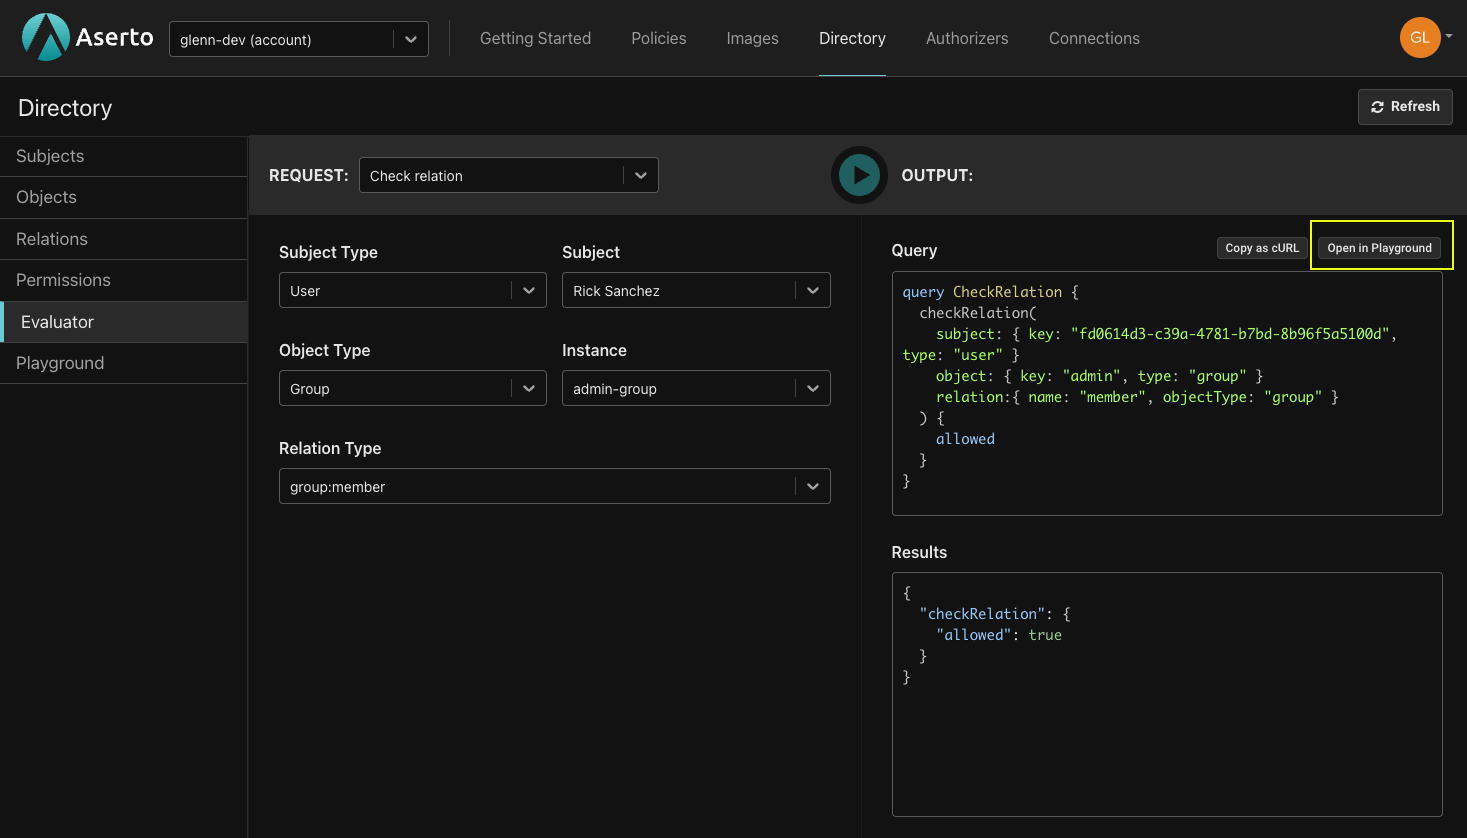 Aserto
glenn-dev (account)
Getting Started
Policies
Images
Directory
Authorizers
Connections
GL
Directory
Refresh
Subjects
Objects
Relations
Permissions
Evaluator
Playground
REQUEST:
Check relation
OUTPUT:
Subject Type
Subject
User
Rick Sanchez
Object Type
Instance
Group
admin-group
Relation Type
group:member
Query
Copy as cURL
Open in Playground
query CheckRelation {
checkRelation(
subject: { key: "fd0614d3-c39a-4781-b7bd-8b96f5a5100d",
type: "user" }
object: { key: "admin", type: "group" }
relation:{ name: "member", objectType: "group" }
) {
allowed
}
}
Results
{
"checkRelation": {
"allowed": true
}
}